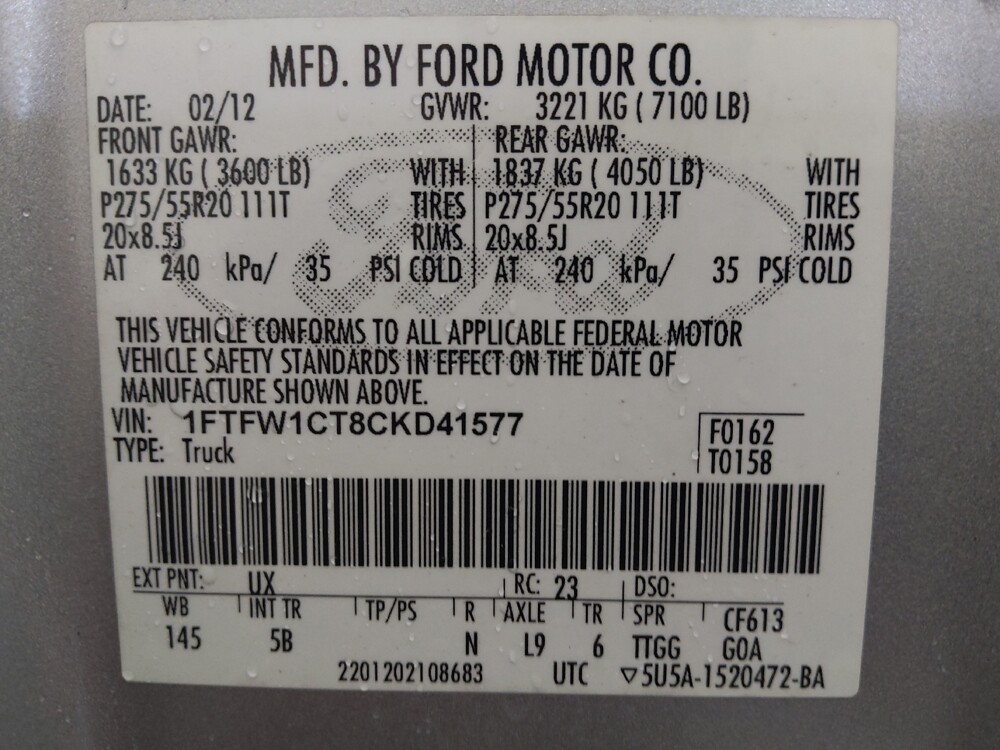 MFD. BY FORD MOTOR CO.
DATE: 02/12 GVWR: 3221 KG ( 7100 LB)
FRONT GAWR: REAR GAWR:
1633 KG ( 3600 LB) WITH 1837 KG ( 4050 LB) WITH
P275/55R20 111T TIRES P275/55R20 111T TIRES
20x8.5J RIMS 20x8.5J RIMS
AT 240 kPa/ 35 PSI COLD AT 240 kPa/ 35 PSI COLD
Ford
THIS VEHICLE CONFORMS TO ALL APPLICABLE FEDERAL MOTOR
VEHICLE SAFETY STANDARDS IN EFFECT ON THE DATE OF
MANUFACTURE SHOWN ABOVE.
VIN: 1FTFW1CT8CKD41577 F0162
TYPE: Truck T0158
EXT PNT: UX RC: 23 DSO:
WB INT TR TP/PS R AXLE TR SPR CF613
145 5B N L9 6 TTGG GOA
2201202108683 UTC ▽5U5A-1520472-BA